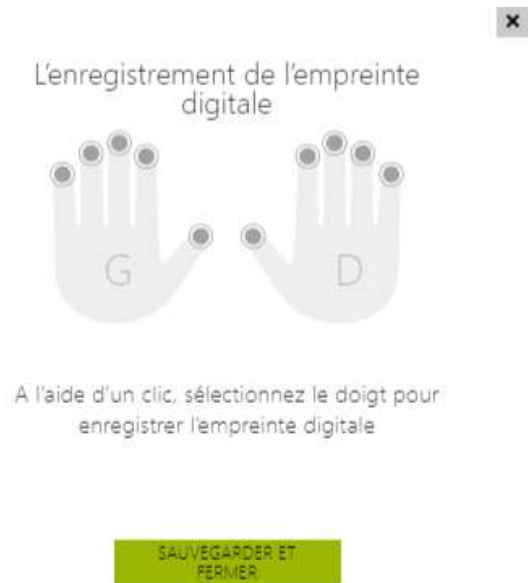 L'enregistrement de l'empreinte
digitale
G
D
A l'aide d'un clic, sélectionnez le doigt pour
enregistrer l'empreinte digitale
SAUVEGARDER ET
FERMER